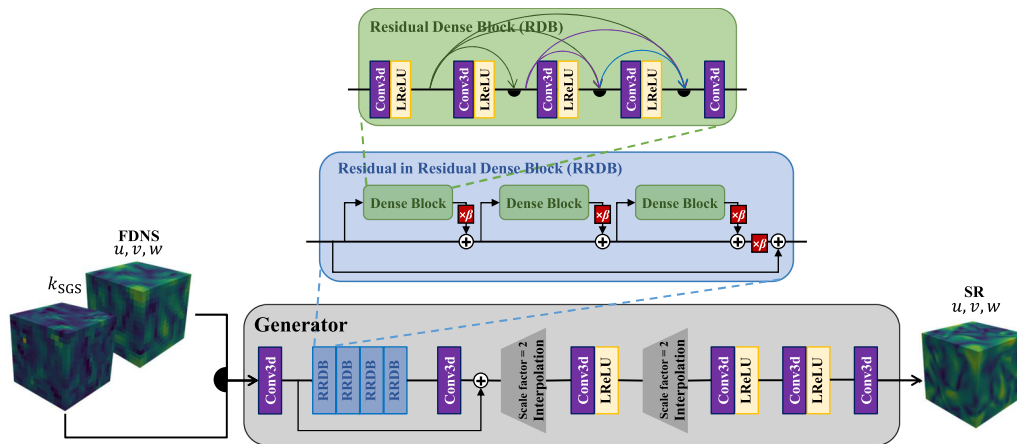 Residual Dense Block (RDB)
Conv3d
LReLU
Conv3d
LReLU
Conv3d
LReLU
Conv3d
LReLU
Conv3d
Residual in Residual Dense Block (RRDB)
Dense Block
×β
Dense Block
×β
Dense Block
×β
×β
FDNS
u, v, w
k_SGS
Generator
Conv3d
RRDB
RRDB
RRDB
RRDB
Conv3d
Scale factor = 2
Interpolation
Conv3d
LReLU
Scale factor = 2
Interpolation
Conv3d
LReLU
Conv3d
LReLU
Conv3d
SR
u, v, w